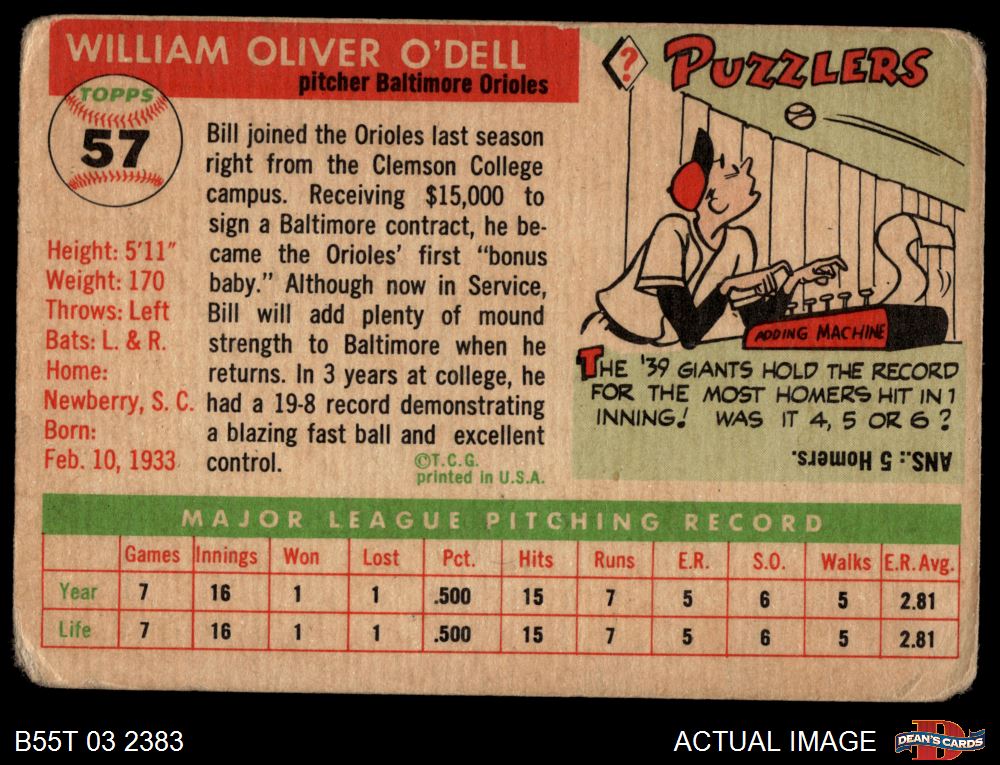 WILLIAM OLIVER O'DELL
pitcher Baltimore Orioles
TOPPS
57
Height: 5'11"
Weight: 170
Throws: Left
Bats: L. & R.
Home:
Newberry, S. C.
Born:
Feb. 10, 1933
Bill joined the Orioles last season
right from the Clemson College
campus. Receiving $15,000 to
sign a Baltimore contract, he be-
came the Orioles' first "bonus
baby." Although now in Service,
Bill will add plenty of mound
strength to Baltimore when he
returns. In 3 years at college, he
had a 19-8 record demonstrating
a blazing fast ball and excellent
control.
©T.C.G.
printed in U.S.A.
? PUZZLERS
ADDING MACHINE
THE '39 GIANTS HOLD THE RECORD
FOR THE MOST HOMERS HIT IN 1
INNING! WAS IT 4, 5 OR 6?
ANS.: 5 Homers.
MAJOR LEAGUE PITCHING RECORD
Games Innings Won Lost Pct. Hits Runs E.R. S.O. Walks E.R. Avg.
Year 7 16 1 1 .500 15 7 5 6 5 2.81
Life 7 16 1 1 .500 15 7 5 6 5 2.81
B55T 03 2383
ACTUAL IMAGE
DEAN'S CARDS